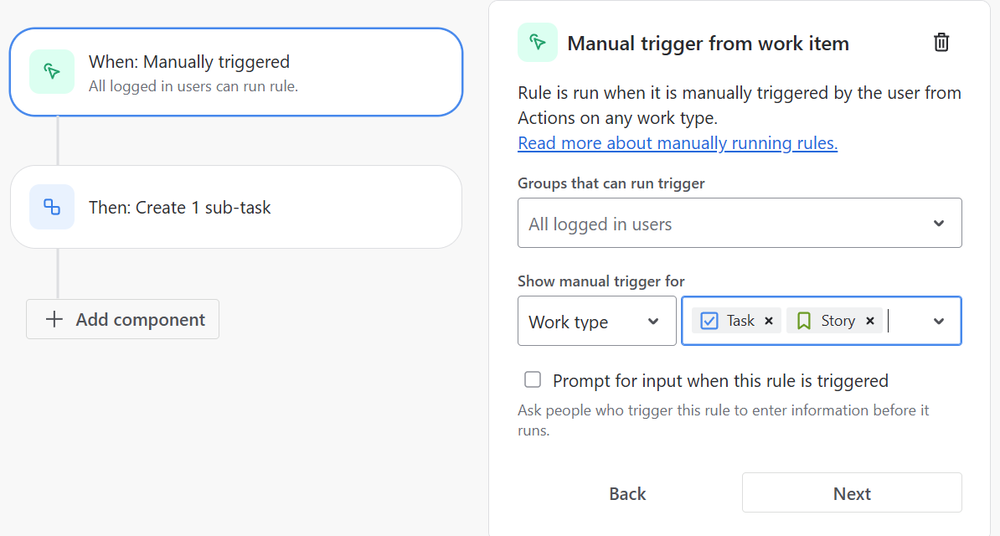 When: Manually triggered
All logged in users can run rule.
Then: Create 1 sub-task
Add component
Manual trigger from work item
Rule is run when it is manually triggered by the user from
Actions on any work type.
Read more about manually running rules.
Groups that can run trigger
All logged in users
Show manual trigger for
Work type
Task
Story
Prompt for input when this rule is triggered
Ask people who trigger this rule to enter information before it
runs.
Back
Next